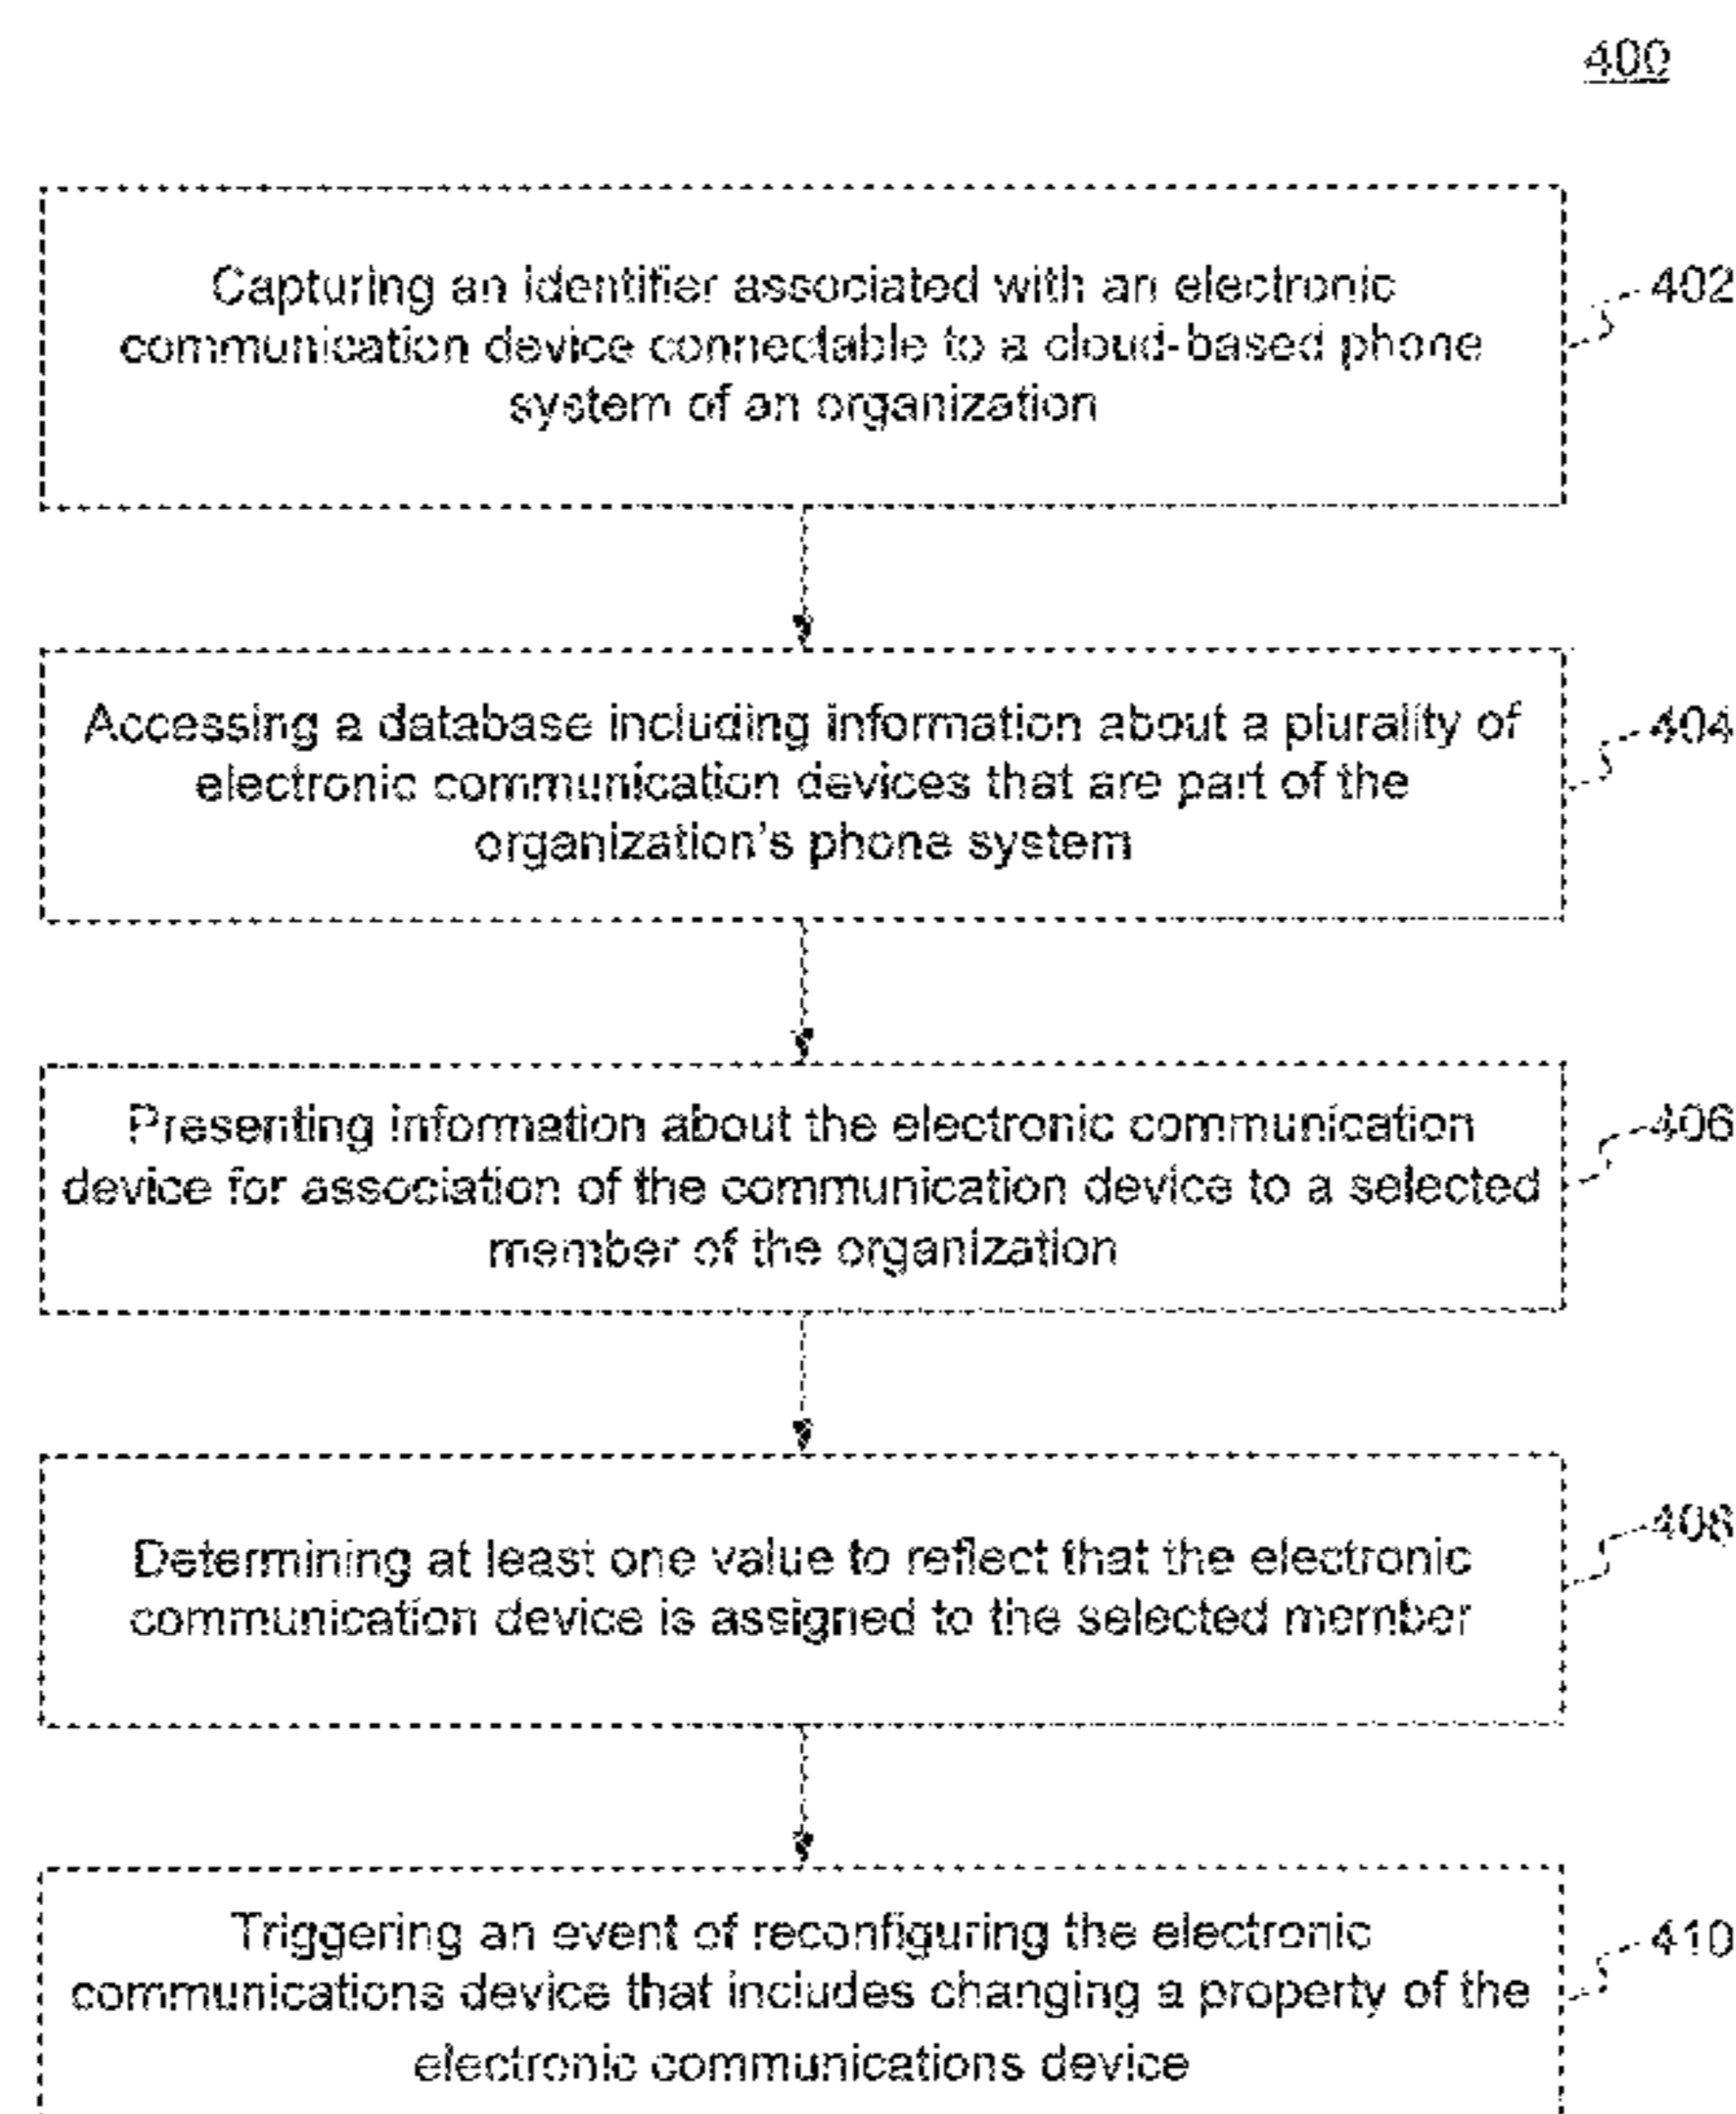 400
Capturing an identifier associated with an electronic
communication device connectable to a cloud-based phone
system of an organization
402
Accessing a database including information about a plurality of
electronic communication devices that are part of the
organization's phone system
404
Presenting information about the electronic communication
device for association of the communication device to a selected
member of the organization
406
Determining at least one value to reflect that the electronic
communication device is assigned to the selected member
408
Triggering an event of reconfiguring the electronic
communications device that includes changing a property of the
electronic communications device
410